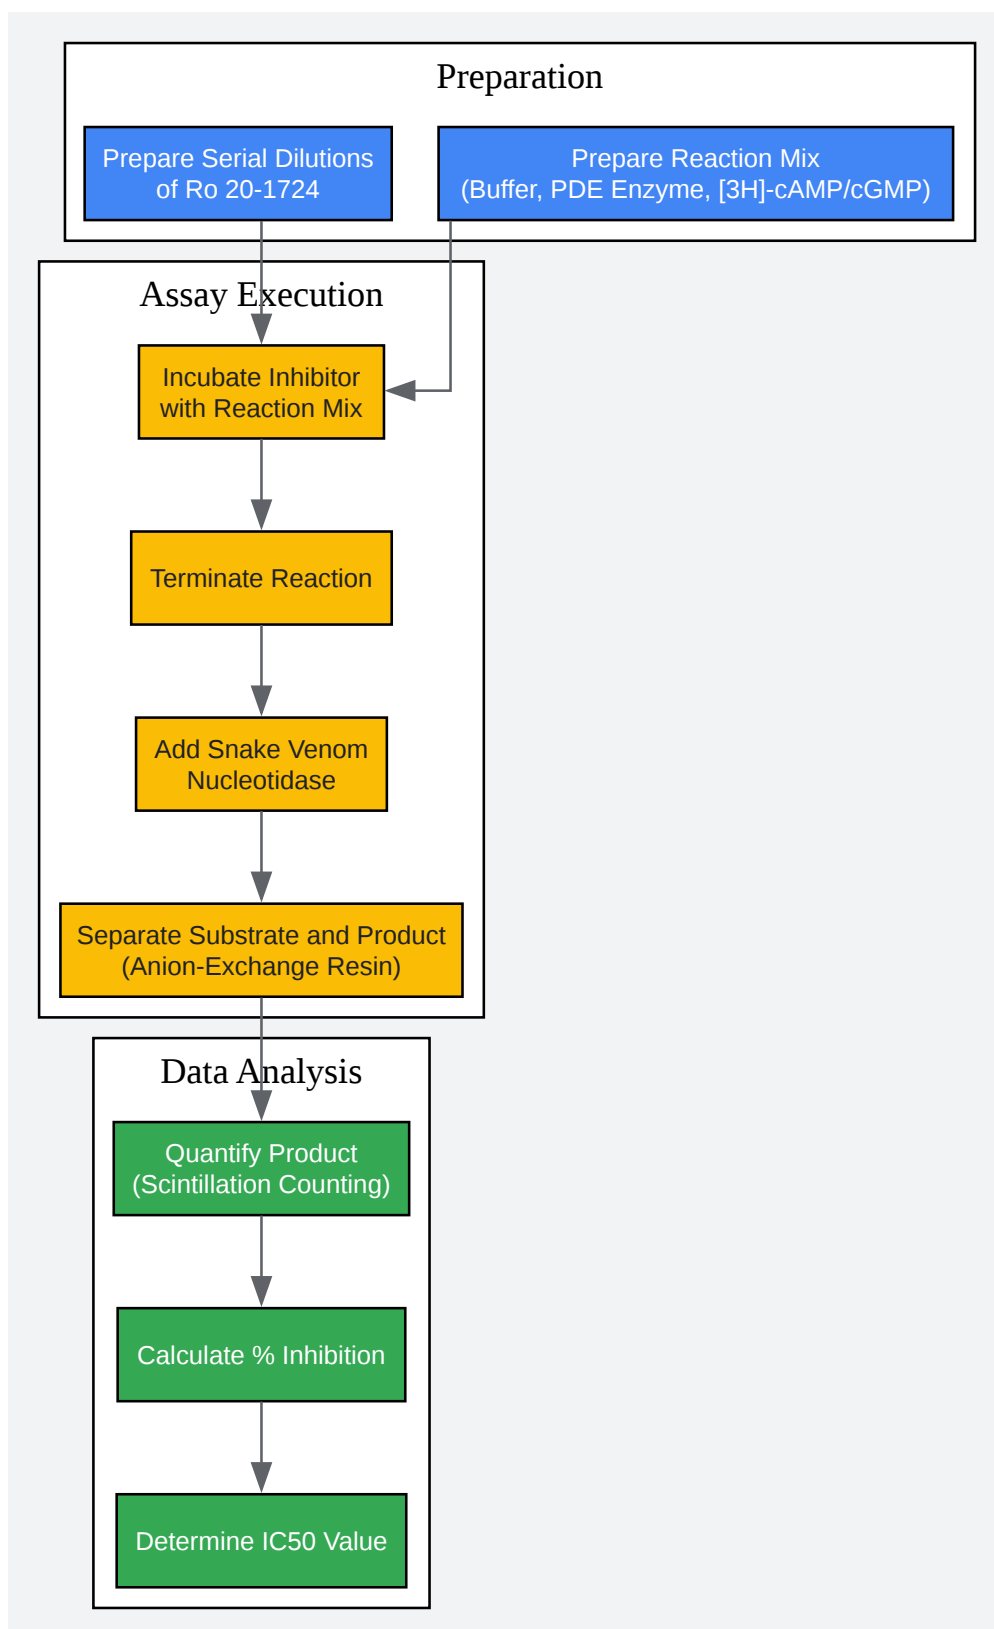 Preparation
Prepare Serial Dilutions
of Ro 20-1724
Prepare Reaction Mix
(Buffer, PDE Enzyme, [3H]-cAMP/cGMP)
Assay Execution
Incubate Inhibitor
with Reaction Mix
Terminate Reaction
Add Snake Venom
Nucleotidase
Separate Substrate and Product
(Anion-Exchange Resin)
Data Analysis
Quantify Product
(Scintillation Counting)
Calculate % Inhibition
Determine IC50 Value